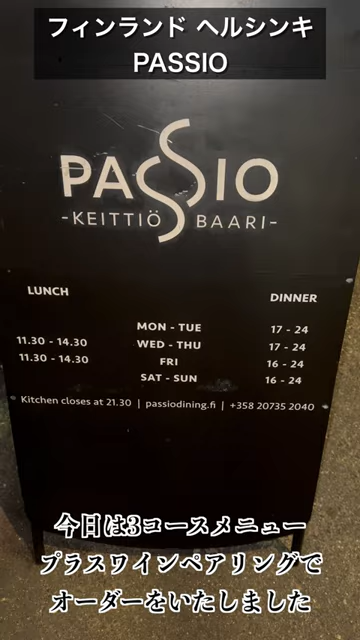 フィンランド ヘルシンキ
PASSIO
PASSIO
-KEITTIÖ BAARI-
LUNCH DINNER
MON - TUE 17 - 24
11.30 - 14.30 WED - THU 17 - 24
11.30 - 14.30 FRI 16 - 24
SAT - SUN 16 - 24
Kitchen closes at 21.30 | passiodining.fi | +358 20735 2040
今日は3コースメニュー
プラスワインペアリングで
オーダーをいたしました